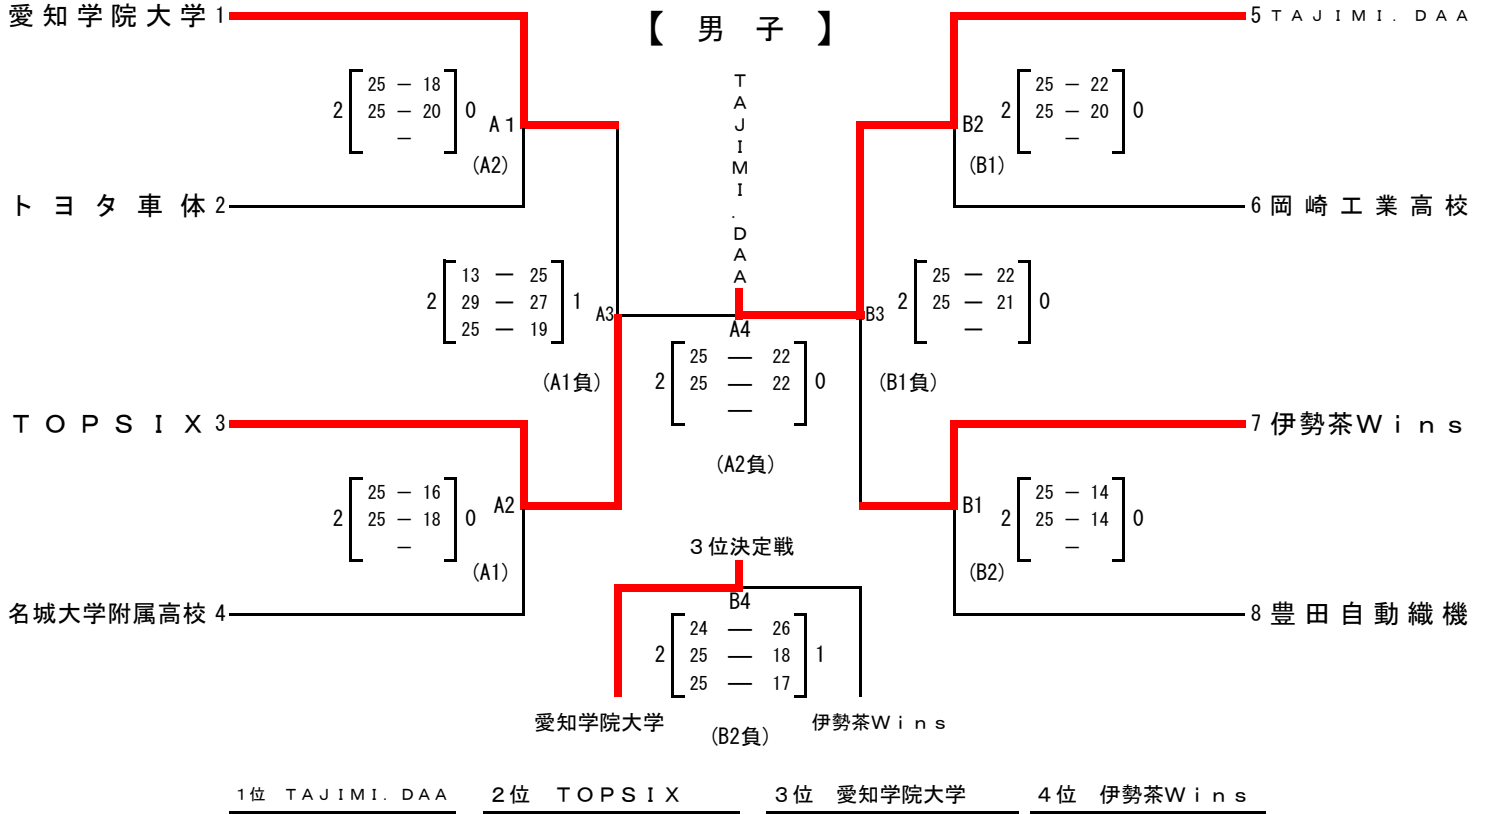 【 男 子 】
愛知学院大学 1
25 — 18
2 25 — 20 0
—
A1
(A2)
トヨタ車体 2
13 — 25
2 29 — 27 1
25 — 19
A3
(A1負)
TOPSIX 3
25 — 16
2 25 — 18 0
—
A2
(A1)
名城大学附属高校 4
TAJIMI.DAA
A4
25 — 22
2 25 — 22 0
—
(A2負)
3位決定戦
B4
24 — 26
2 25 — 18 1
25 — 17
愛知学院大学 伊勢茶Wins
(B2負)
5 TAJIMI.DAA
25 — 22
2 25 — 20 0
—
B2
(B1)
6 岡崎工業高校
25 — 22
2 25 — 21 0
—
B3
(B1負)
7 伊勢茶Wins
25 — 14
2 25 — 14 0
—
B1
(B2)
8 豊田自動織機
1位 TAJIMI.DAA 2位 TOPSIX 3位 愛知学院大学 4位 伊勢茶Wins